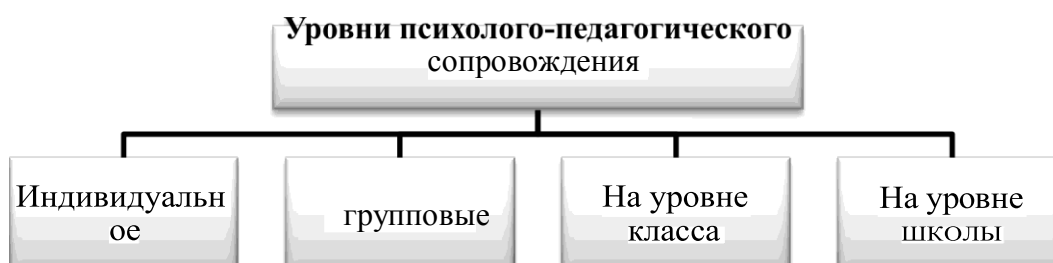 Уровни психолого-педагогического
сопровождения
Индивидуальн
ое
групповые
На уровне
класса
На уровне
школы